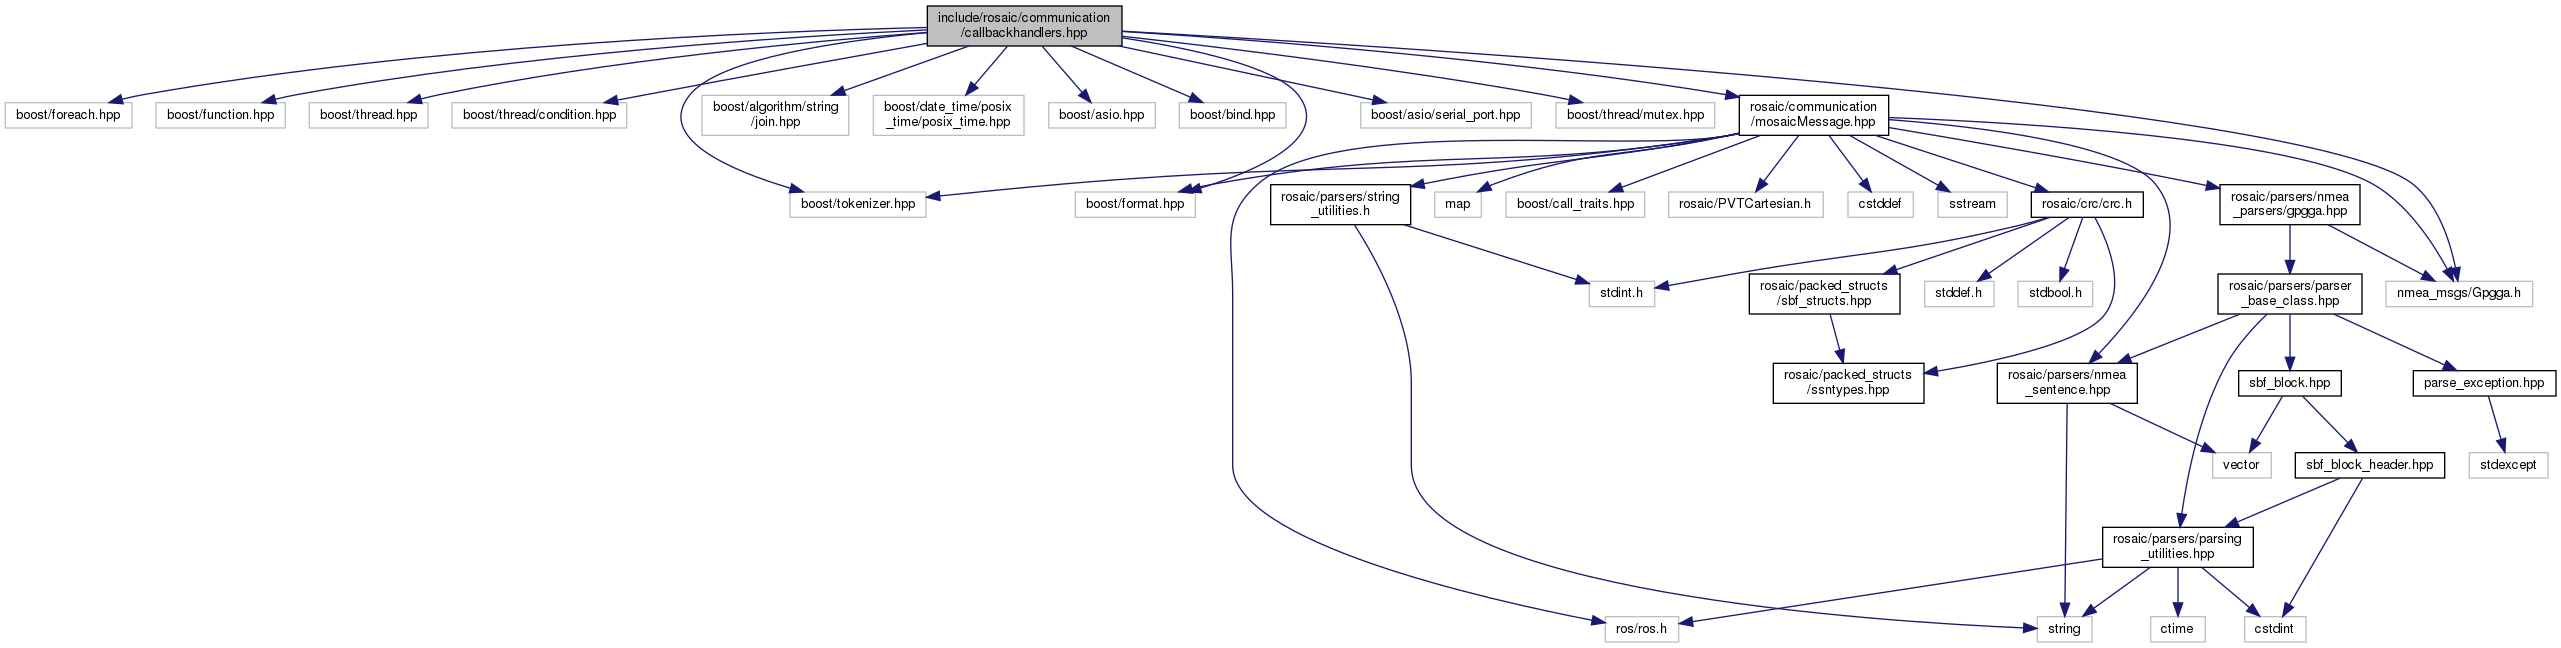 include/rosaic/communication
/callbackhandlers.hpp
boost/foreach.hpp
boost/function.hpp
boost/thread.hpp
boost/thread/condition.hpp
boost/algorithm/string
/join.hpp
boost/date_time/posix
_time/posix_time.hpp
boost/asio.hpp
boost/bind.hpp
boost/asio/serial_port.hpp
boost/thread/mutex.hpp
rosaic/communication
/mosaicMessage.hpp
boost/tokenizer.hpp
boost/format.hpp
rosaic/parsers/string
_utilities.h
map
boost/call_traits.hpp
rosaic/PVTCartesian.h
cstddef
sstream
rosaic/crc/crc.h
rosaic/parsers/nmea
_parsers/gpgga.hpp
stdint.h
rosaic/packed_structs
/sbf_structs.hpp
stddef.h
stdbool.h
rosaic/parsers/parser
_base_class.hpp
nmea_msgs/Gpgga.h
rosaic/packed_structs
/ssntypes.hpp
rosaic/parsers/nmea
_sentence.hpp
sbf_block.hpp
parse_exception.hpp
vector
sbf_block_header.hpp
stdexcept
rosaic/parsers/parsing
_utilities.hpp
ros/ros.h
string
ctime
cstdint